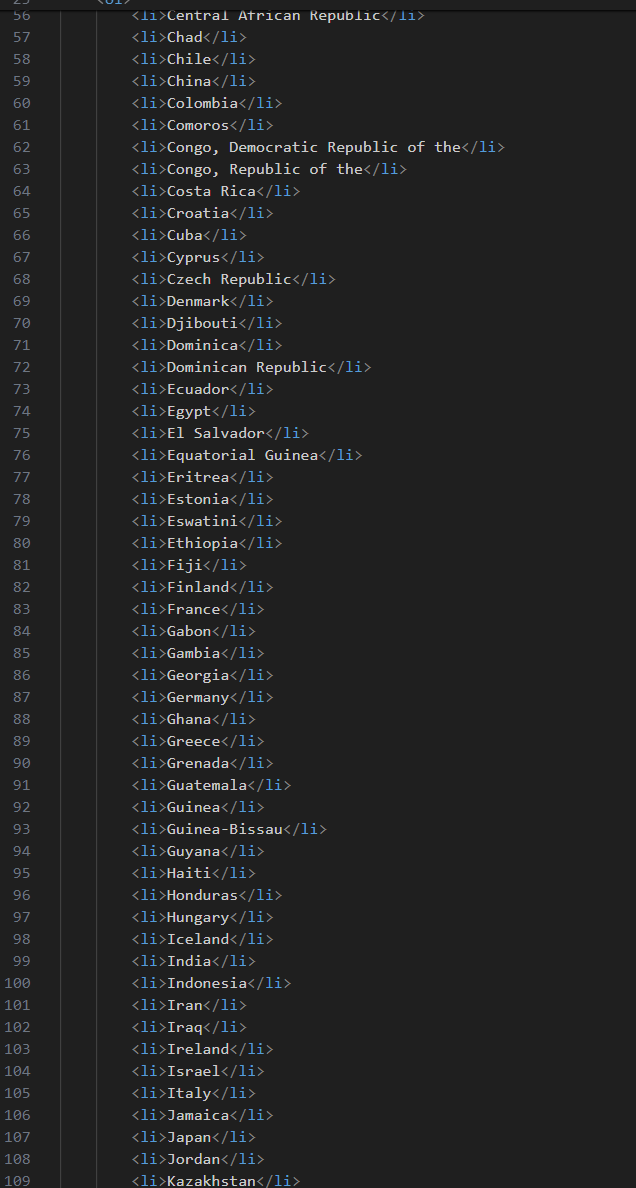 25 <ol>
56 <li>Central African Republic</li>
57 <li>Chad</li>
58 <li>Chile</li>
59 <li>China</li>
60 <li>Colombia</li>
61 <li>Comoros</li>
62 <li>Congo, Democratic Republic of the</li>
63 <li>Congo, Republic of the</li>
64 <li>Costa Rica</li>
65 <li>Croatia</li>
66 <li>Cuba</li>
67 <li>Cyprus</li>
68 <li>Czech Republic</li>
69 <li>Denmark</li>
70 <li>Djibouti</li>
71 <li>Dominica</li>
72 <li>Dominican Republic</li>
73 <li>Ecuador</li>
74 <li>Egypt</li>
75 <li>El Salvador</li>
76 <li>Equatorial Guinea</li>
77 <li>Eritrea</li>
78 <li>Estonia</li>
79 <li>Eswatini</li>
80 <li>Ethiopia</li>
81 <li>Fiji</li>
82 <li>Finland</li>
83 <li>France</li>
84 <li>Gabon</li>
85 <li>Gambia</li>
86 <li>Georgia</li>
87 <li>Germany</li>
88 <li>Ghana</li>
89 <li>Greece</li>
90 <li>Grenada</li>
91 <li>Guatemala</li>
92 <li>Guinea</li>
93 <li>Guinea-Bissau</li>
94 <li>Guyana</li>
95 <li>Haiti</li>
96 <li>Honduras</li>
97 <li>Hungary</li>
98 <li>Iceland</li>
99 <li>India</li>
100 <li>Indonesia</li>
101 <li>Iran</li>
102 <li>Iraq</li>
103 <li>Ireland</li>
104 <li>Israel</li>
105 <li>Italy</li>
106 <li>Jamaica</li>
107 <li>Japan</li>
108 <li>Jordan</li>
109 <li>Kazakhstan</li>